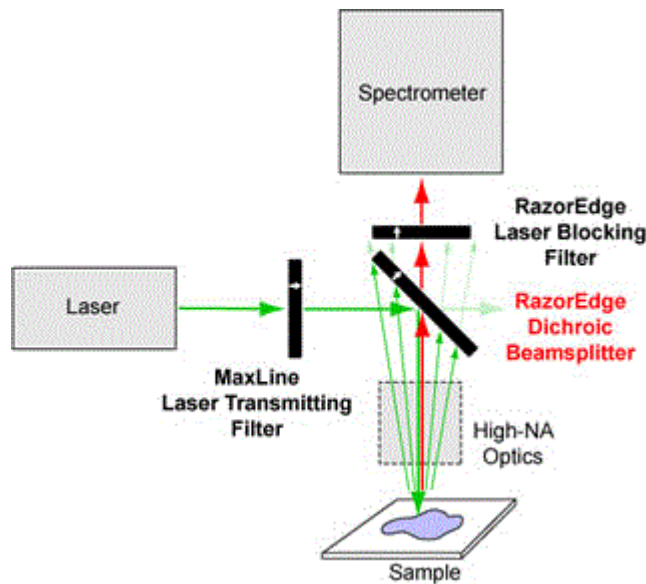 Spectrometer
RazorEdge
Laser Blocking
Filter
Laser
RazorEdge
Dichroic
Beamsplitter
MaxLine
Laser Transmitting
Filter
High-NA
Optics
Sample